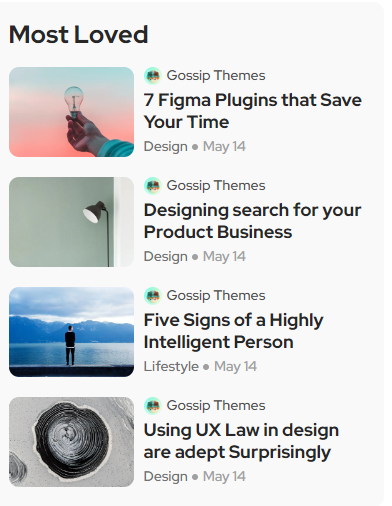 Most Loved
Gossip Themes
7 Figma Plugins that Save
Your Time
Design ● May 14
Gossip Themes
Designing search for your
Product Business
Design ● May 14
Gossip Themes
Five Signs of a Highly
Intelligent Person
Lifestyle ● May 14
Gossip Themes
Using UX Law in design
are adept Surprisingly
Design ● May 14